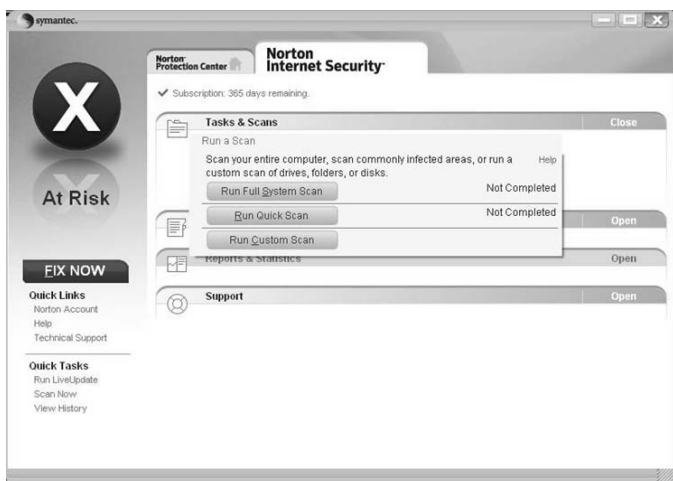 symantec.
Norton
Protection Center
Norton
Internet Security
Subscription: 365 days remaining.
X
At Risk
FIX NOW
Quick Links
Norton Account
Help
Technical Support
Quick Tasks
Run LiveUpdate
Scan Now
View History
Tasks & Scans Close
Run a Scan
Scan your entire computer, scan commonly infected areas, or run a Help
custom scan of drives, folders, or disks.
Run Full System Scan Not Completed
Run Quick Scan Not Completed
Run Custom Scan
Open
Reports & Statistics Open
Support Open